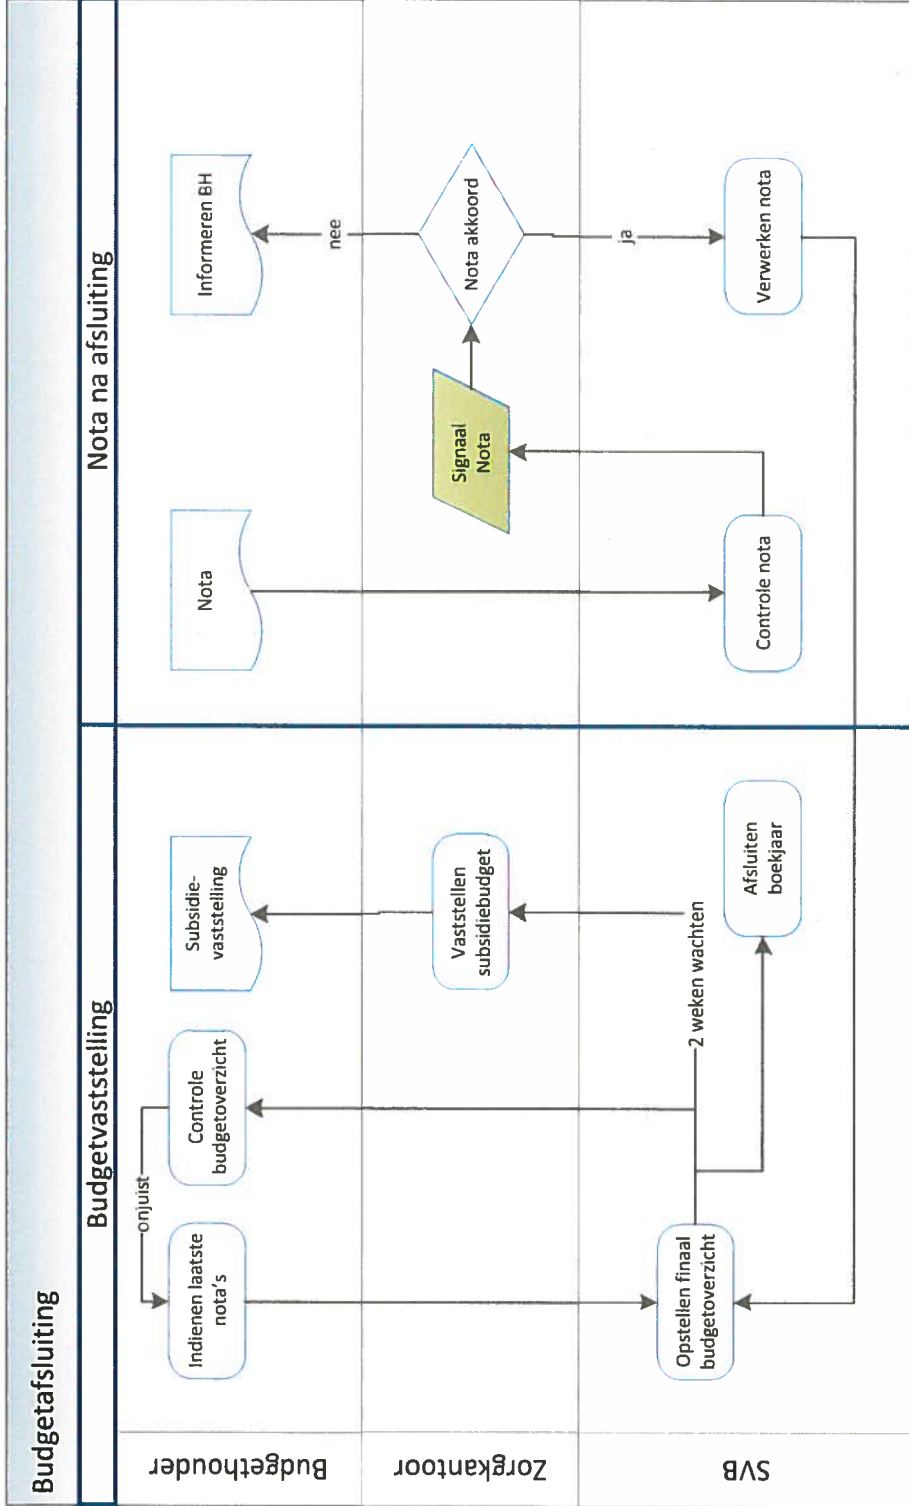 Budgetafsluiting
Budgetvaststelling
Nota na afsluiting
Budgethouder
Indienen laatste
nota's
onjuist
Controle
budgetoverzicht
Subsidie-
vaststelling
Nota
Informeren BH
nee
Zorgkantoor
Vaststellen
subsidiebudget
Signaal
Nota
Nota akkoord
ja
SVB
Opstellen finaal
budgetoverzicht
2 weken wachten
Afsluiten
boekjaar
Controle nota
Verwerken nota